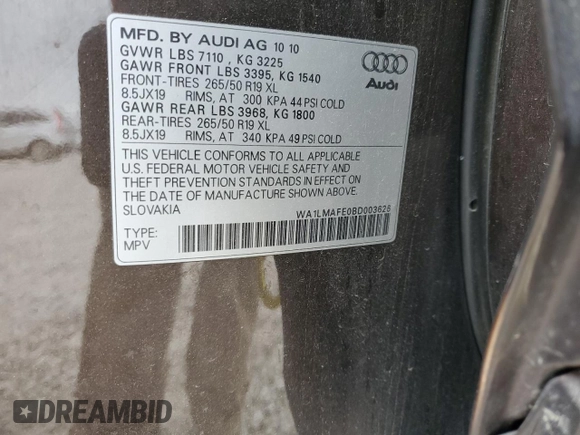 MFD. BY AUDI AG 10 10
GVWR LBS 7110 , KG 3225
GAWR FRONT LBS 3395, KG 1540
FRONT-TIRES 265/50 R19 XL
8.5JX19 RIMS, AT 300 KPA 44 PSI COLD
GAWR REAR LBS 3968, KG 1800
REAR-TIRES 265/50 R19 XL
8.5JX19 RIMS, AT 340 KPA 49 PSI COLD
THIS VEHICLE CONFORMS TO ALL APPLICABLE
U.S. FEDERAL MOTOR VEHICLE SAFETY AND
THEFT PREVENTION STANDARDS IN EFFECT ON
THE DATE OF MANUFACTURE SHOWN ABOVE.
SLOVAKIA
WA1LMAFE0BD003626
TYPE:
MPV
Audi
DREAMBID